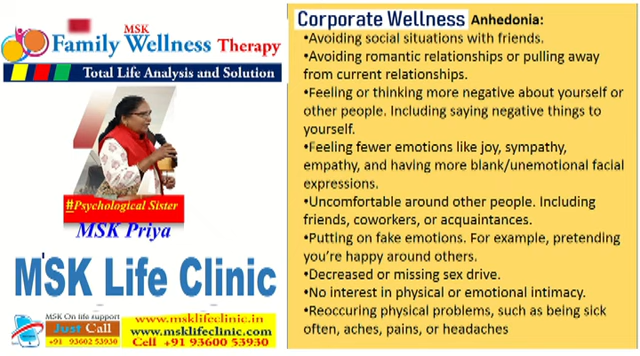 MSK
Family Wellness Therapy
Total Life Analysis and Solution
#Psychological Sister
MSK Priya
MSK Life Clinic
MSK On life support
Just Call
+91 93602 53930
www.msklifeclinic.in
www.msklifeclinic.com
Cell +91 93600 53930
Corporate Wellness Anhedonia:
•Avoiding social situations with friends.
•Avoiding romantic relationships or pulling away
from current relationships.
•Feeling or thinking more negative about yourself or
other people. Including saying negative things to
yourself.
•Feeling fewer emotions like joy, sympathy,
empathy, and having more blank/unemotional facial
expressions.
•Uncomfortable around other people. Including
friends, coworkers, or acquaintances.
•Putting on fake emotions. For example, pretending
you're happy around others.
•Decreased or missing sex drive.
•No interest in physical or emotional intimacy.
•Reoccuring physical problems, such as being sick
often, aches, pains, or headaches